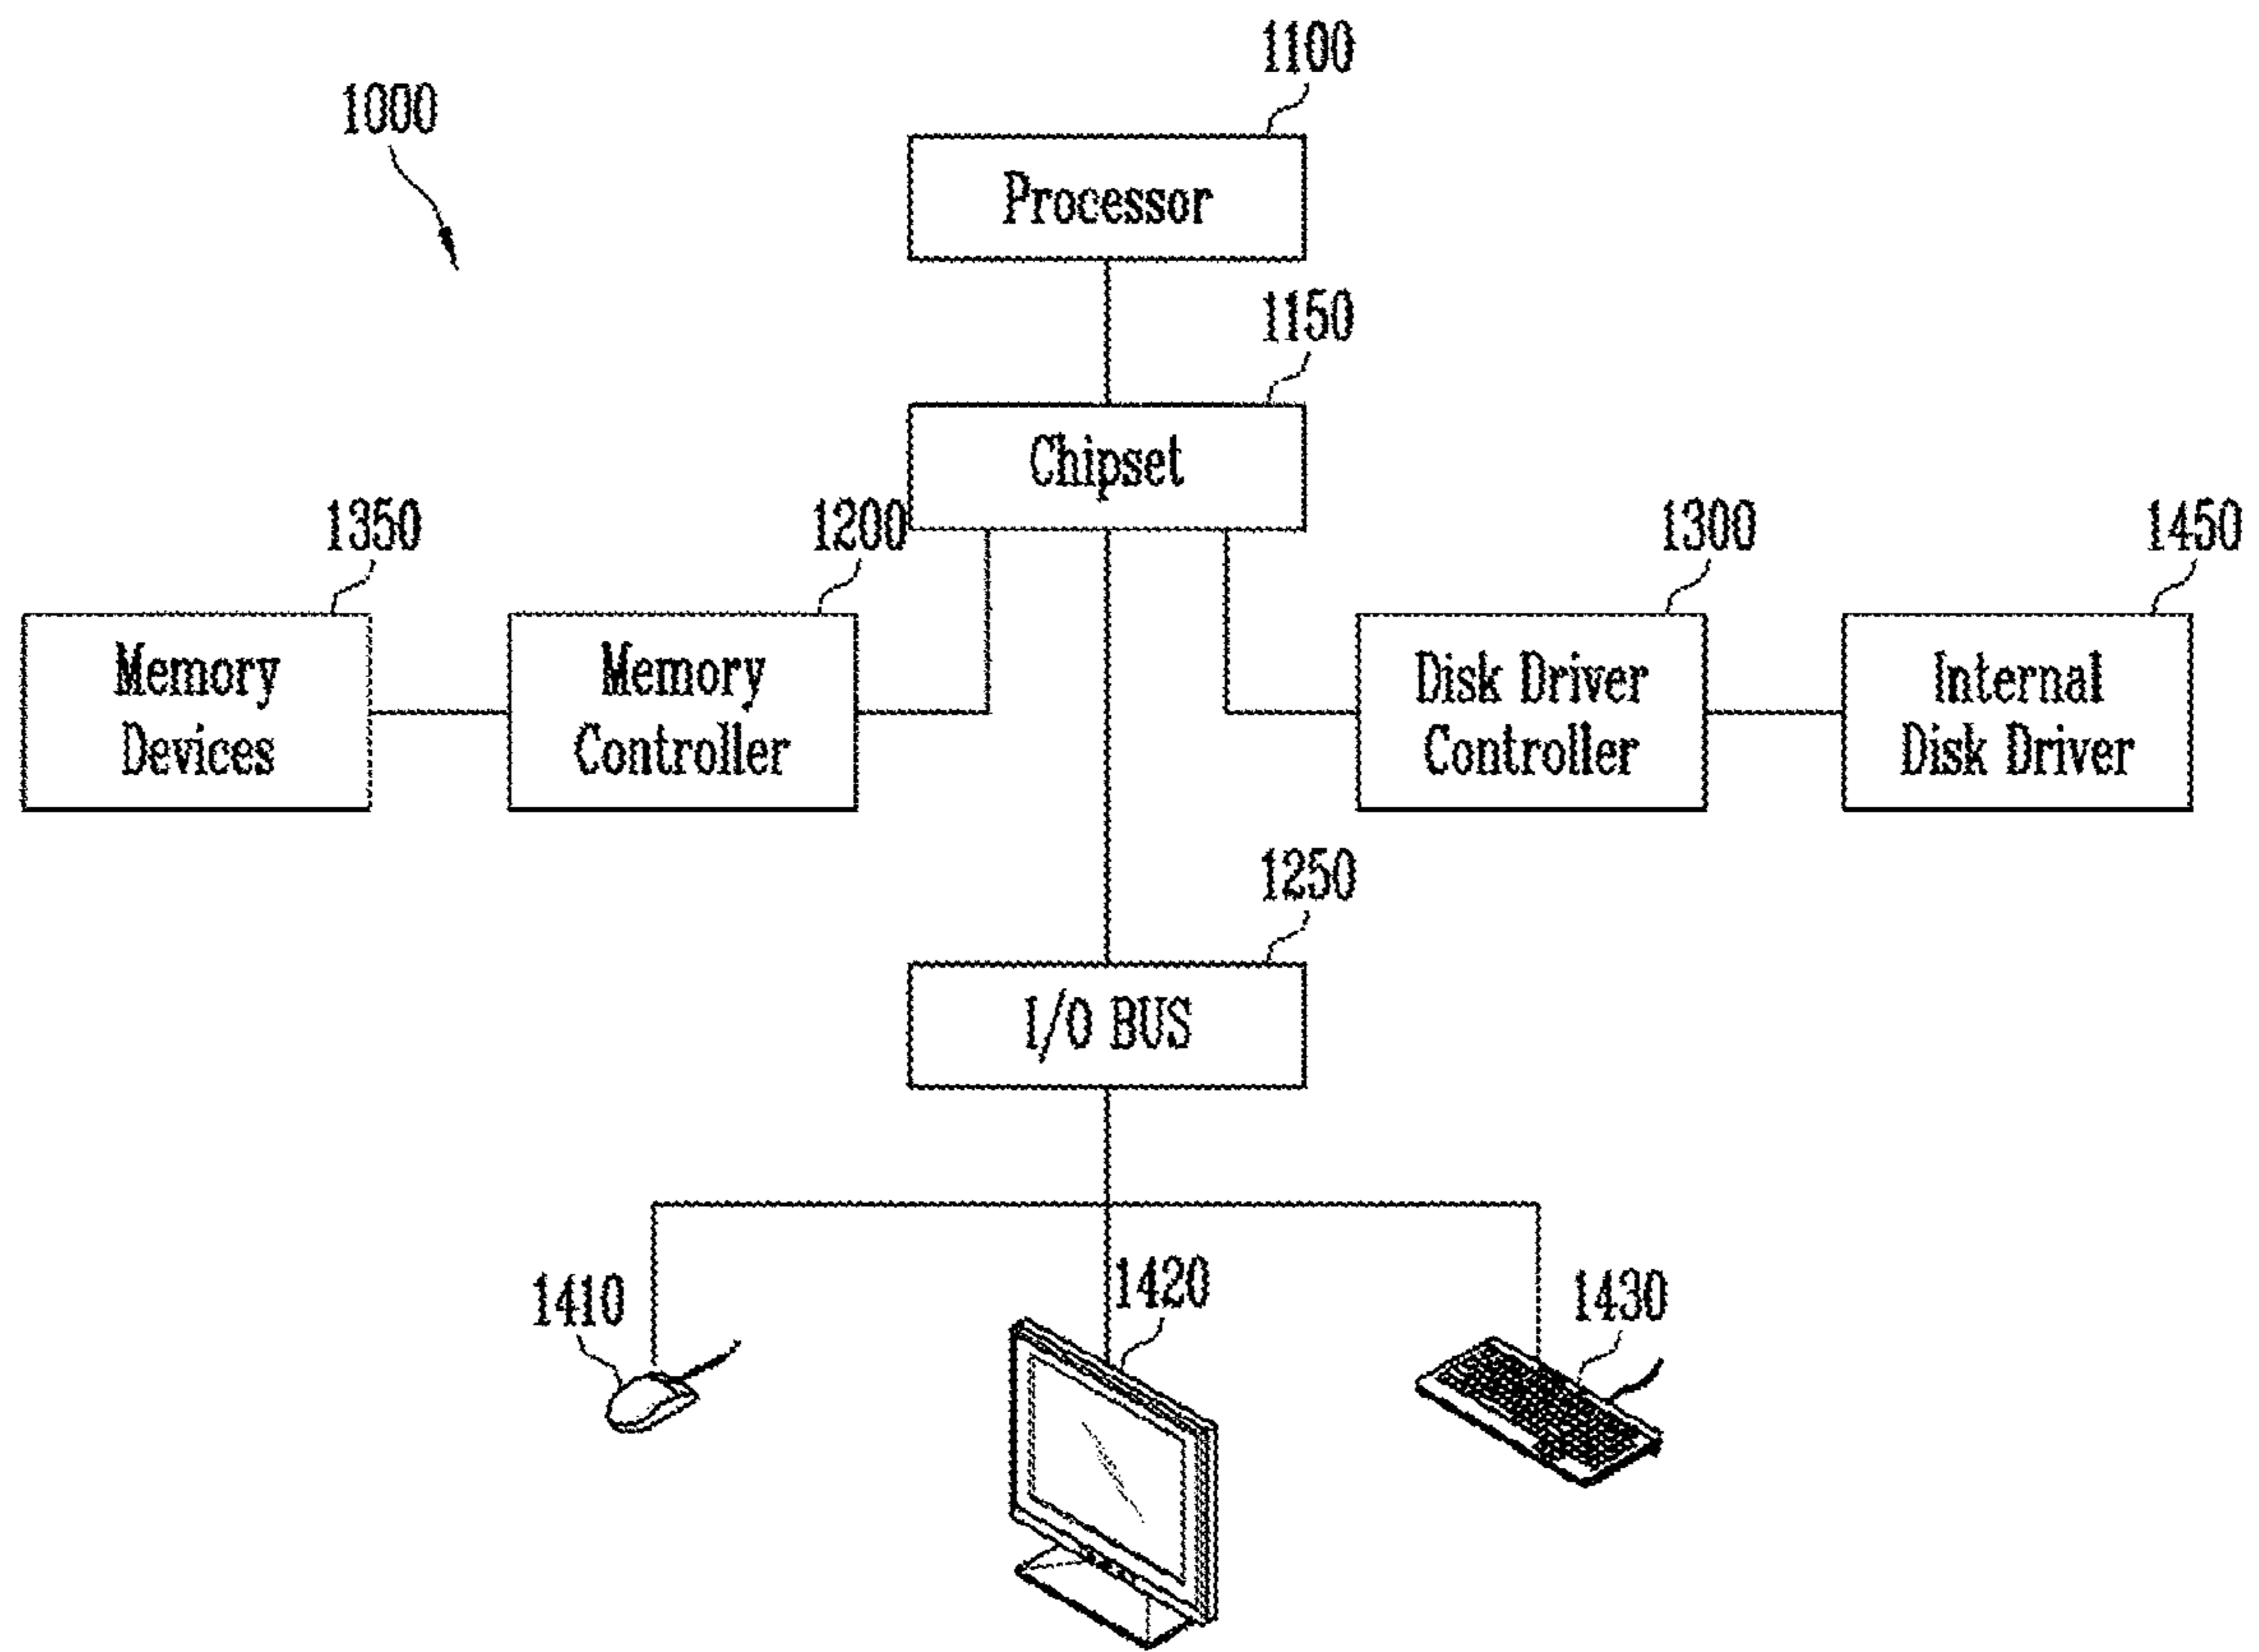 1100
1000
Processor
1150
Chipset
1350
1200
1300
1450
Memory
Devices
Memory
Controller
Disk Driver
Controller
Internal
Disk Driver
1250
I/O BUS
1410
1420
1430